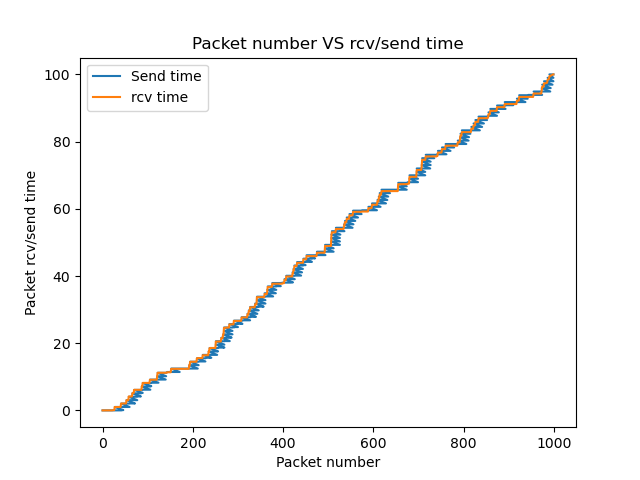 Packet number VS rcv/send time
Send time
rcv time
Packet rcv/send time
100
80
60
40
20
0
0 200 400 600 800 1000
Packet number